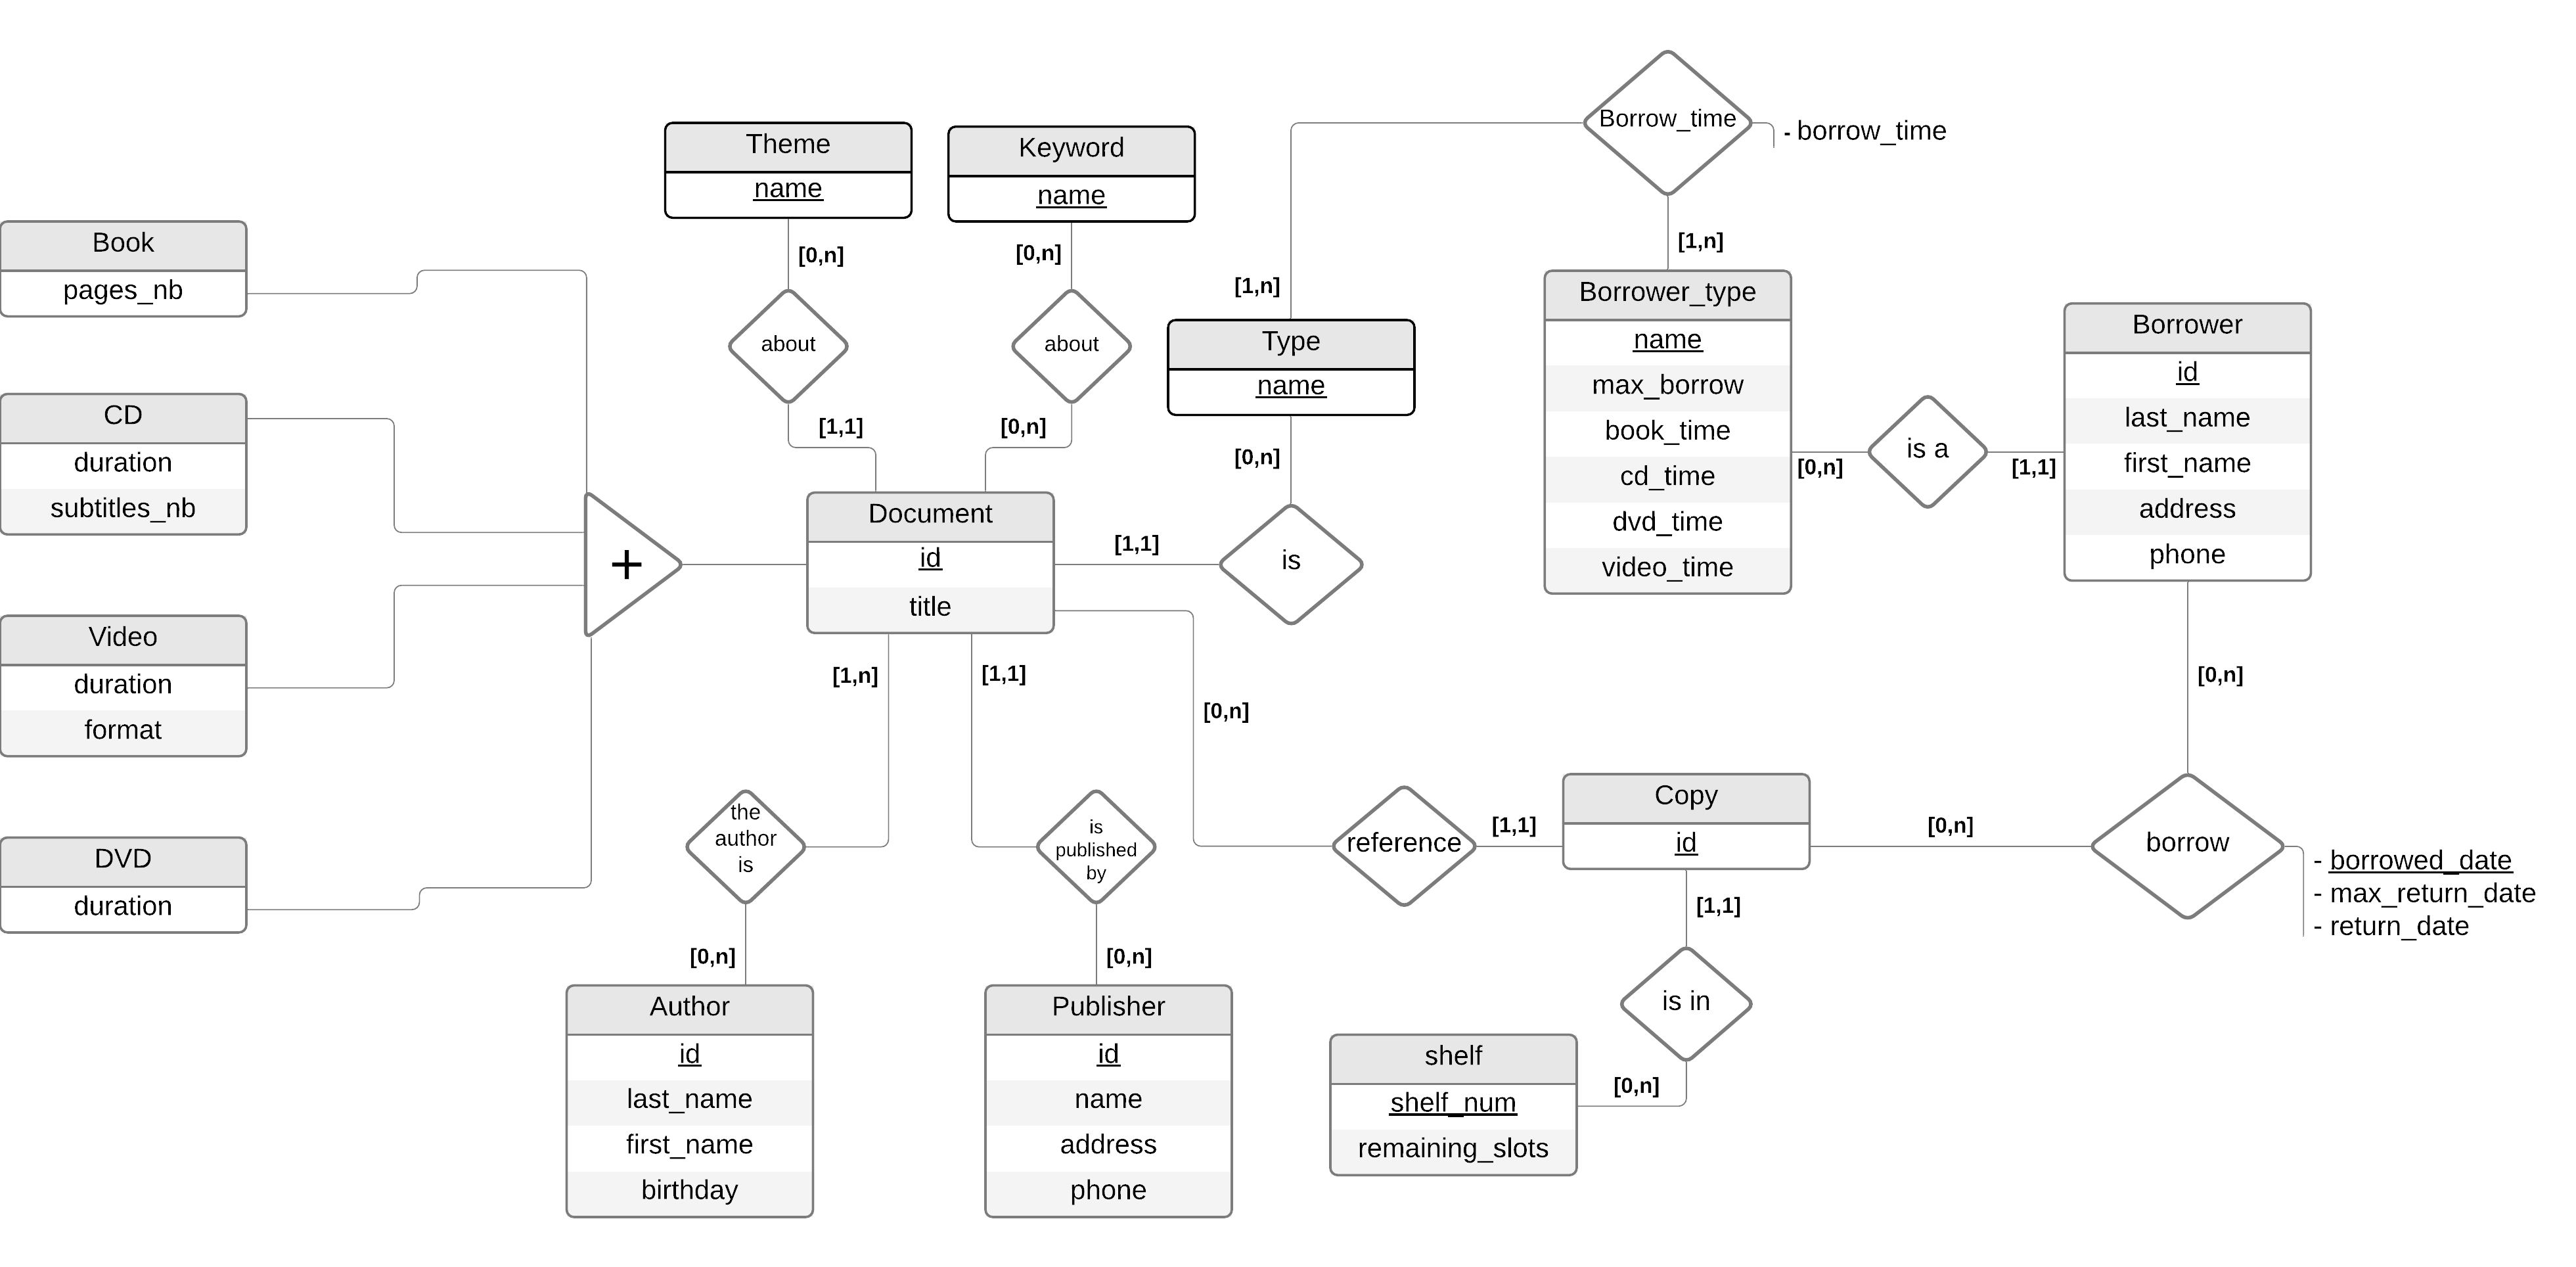 Book
pages_nb
CD
duration
subtitles_nb
Video
duration
format
DVD
duration
+
Theme
name
[0,n]
about
[1,1]
Keyword
name
[0,n]
about
[0,n]
Document
id
title
[1,1]
is
[0,n]
Type
name
[1,n]
Borrow_time
- borrow_time
[1,n]
Borrower_type
name
max_borrow
book_time
cd_time
dvd_time
video_time
[0,n]
is a
[1,1]
Borrower
id
last_name
first_name
address
phone
[0,n]
borrow
- borrowed_date
- max_return_date
- return_date
[0,n]
Copy
id
[1,1]
reference
[0,n]
[1,1]
is in
[0,n]
shelf
shelf_num
remaining_slots
[1,n]
the
author
is
[0,n]
Author
id
last_name
first_name
birthday
[1,1]
is
published
by
[0,n]
Publisher
id
name
address
phone